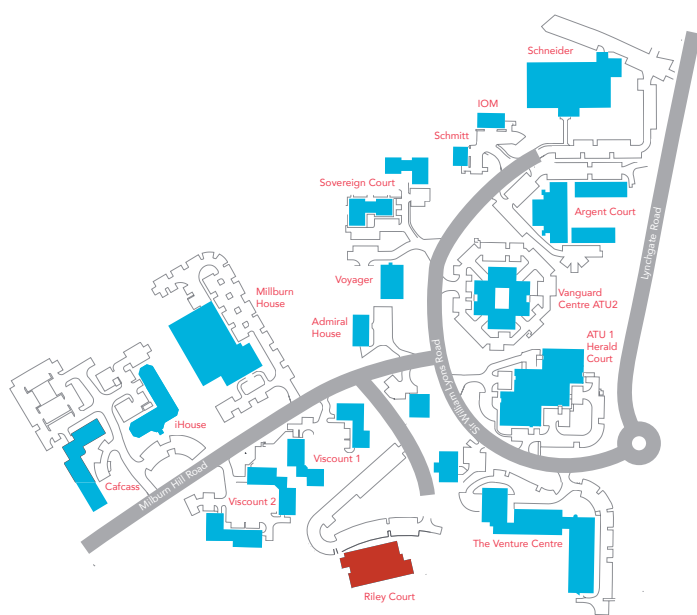 Schneider
IOM
Schmitt
Sovereign Court
Argent Court
Lynchgate Road
Voyager
Millburn
House
Vanguard
Centre ATU2
Admiral
House
ATU 1
Herald
Court
Sir William Lyons Road
iHouse
Viscount 1
Cafcass
Milburn Hill Road
Viscount 2
The Venture Centre
Riley Court